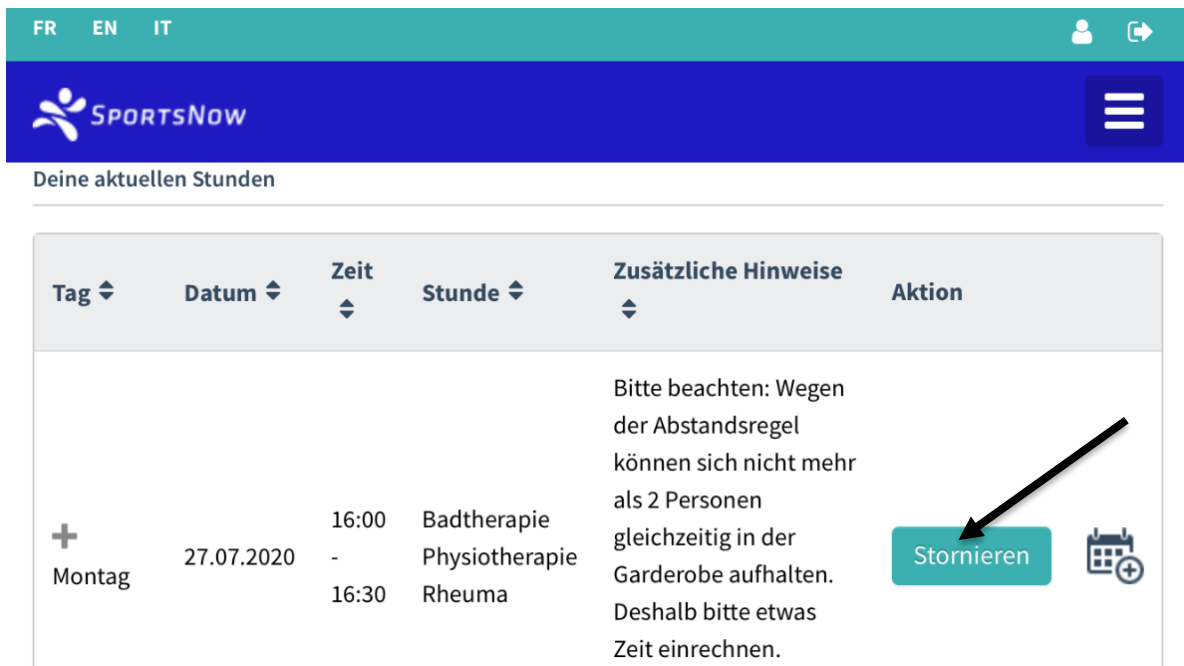 FR EN IT
SPORTSNOW
Deine aktuellen Stunden
Tag Datum Zeit Stunde Zusätzliche Hinweise Aktion
Montag
27.07.2020
16:00
-
16:30
Badtherapie
Physiotherapie
Rheuma
Bitte beachten: Wegen
der Abstandsregel
können sich nicht mehr
als 2 Personen
gleichzeitig in der
Garderobe aufhalten.
Deshalb bitte etwas
Zeit einrechnen.
Stornieren